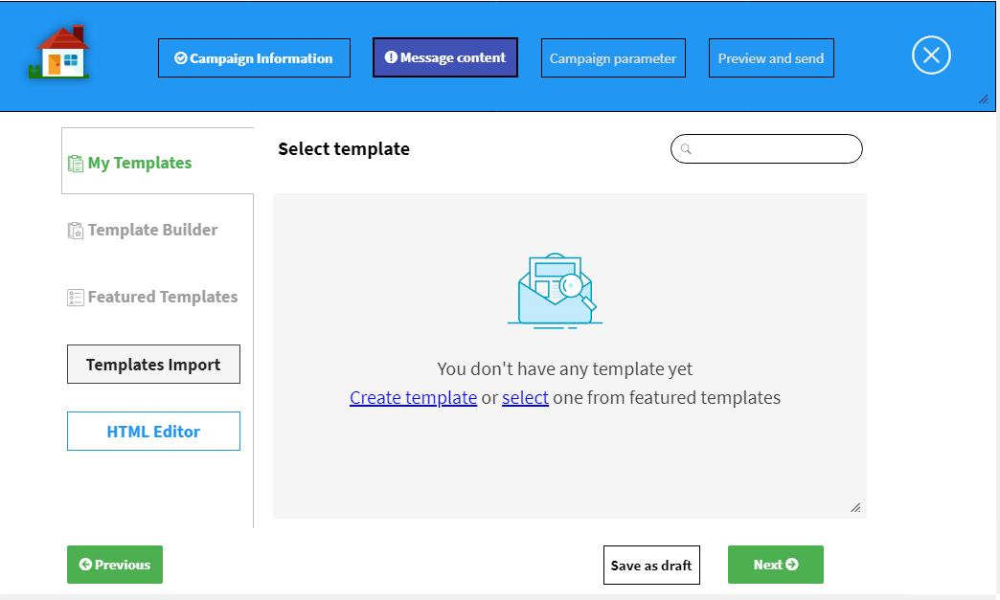 Campaign Information
Message content
Campaign parameter
Preview and send
My Templates
Select template
Template Builder
Featured Templates
Templates Import
HTML Editor
You don't have any template yet
Create template or select one from featured templates
Previous
Save as draft
Next